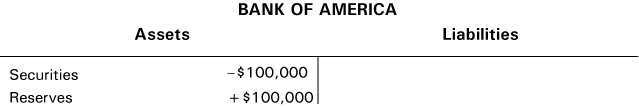 BANK OF AMERICA
Assets Liabilities
Securities –$100,000
Reserves +$100,000